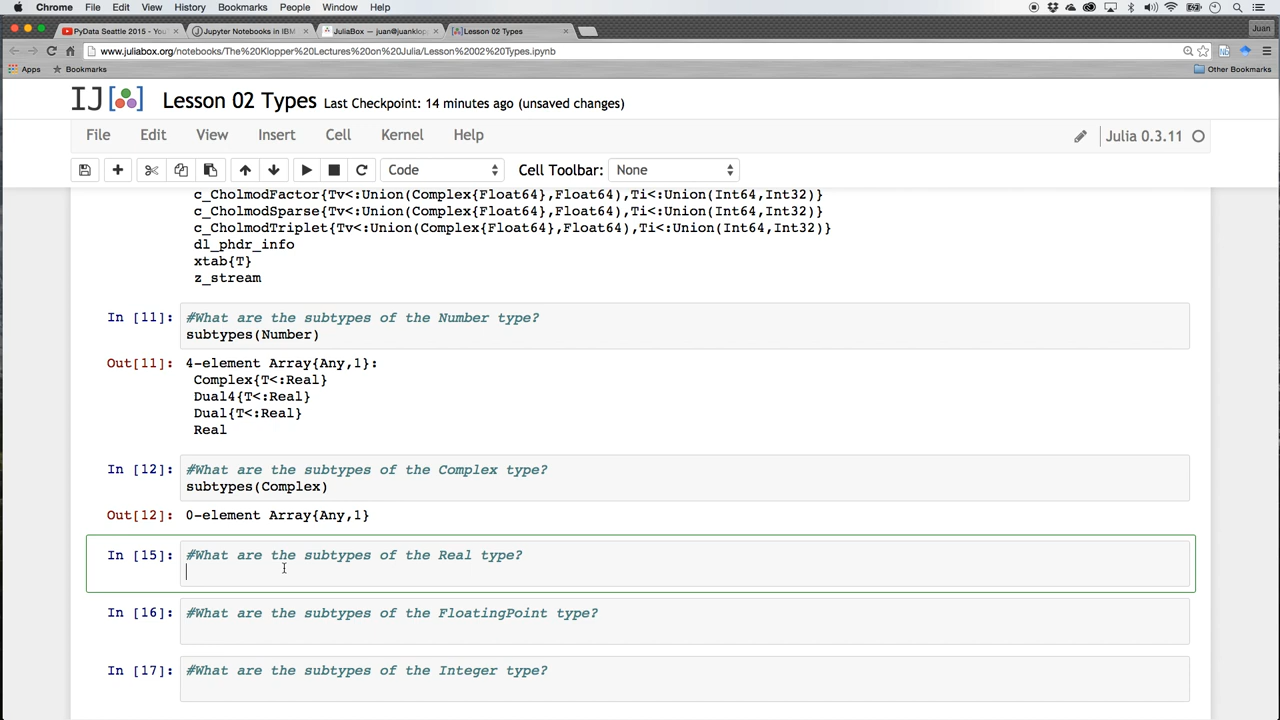 Chrome File Edit View History Bookmarks People Window Help
PyData Seattle 2015 - You
Jupyter Notebooks in IBM
JuliaBox — juan@juanklop
Lesson 02 Types
Juan
www.juliabox.org/notebooks/The%20Klopper%20Lectures%20on%20Julia/Lesson%2002%20Types.ipynb
Apps Bookmarks Other Bookmarks
IJ Lesson 02 Types Last Checkpoint: 14 minutes ago (unsaved changes)
File Edit View Insert Cell Kernel Help Julia 0.3.11
Code Cell Toolbar: None
c_CholmodFactor{Tv<:Union(Complex{Float64},Float64),Ti<:Union(Int64,Int32)}
c_CholmodSparse{Tv<:Union(Complex{Float64},Float64),Ti<:Union(Int64,Int32)}
c_CholmodTriplet{Tv<:Union(Complex{Float64},Float64),Ti<:Union(Int64,Int32)}
dl_phdr_info
xtab{T}
z_stream
In [11]: #What are the subtypes of the Number type?
subtypes(Number)
Out[11]: 4-element Array{Any,1}:
Complex{T<:Real}
Dual4{T<:Real}
Dual{T<:Real}
Real
In [12]: #What are the subtypes of the Complex type?
subtypes(Complex)
Out[12]: 0-element Array{Any,1}
In [15]: #What are the subtypes of the Real type?
In [16]: #What are the subtypes of the FloatingPoint type?
In [17]: #What are the subtypes of the Integer type?